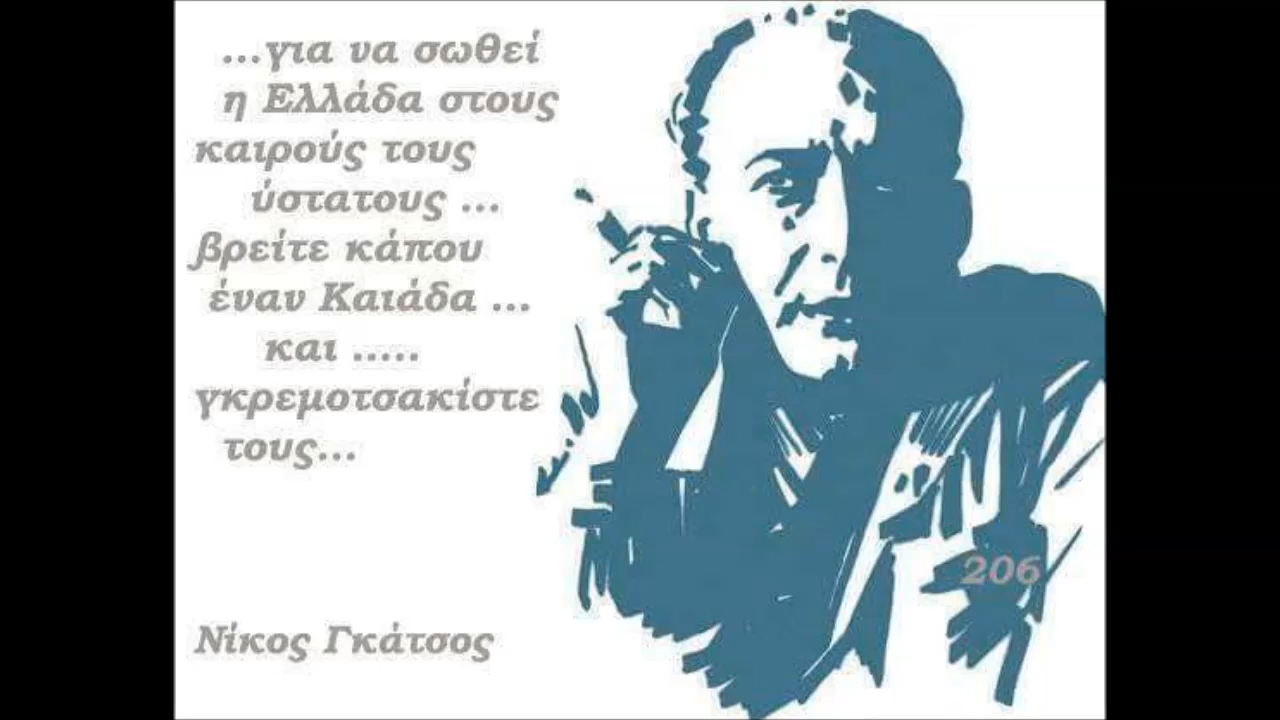 ...για να σωθεί
η Ελλάδα στους
καιρούς τους
ύστατους ...
βρείτε κάπου
έναν Καιάδα ...
και .....
γκρεμοτσακίστε
τους...
206
Νίκος Γκάτσος